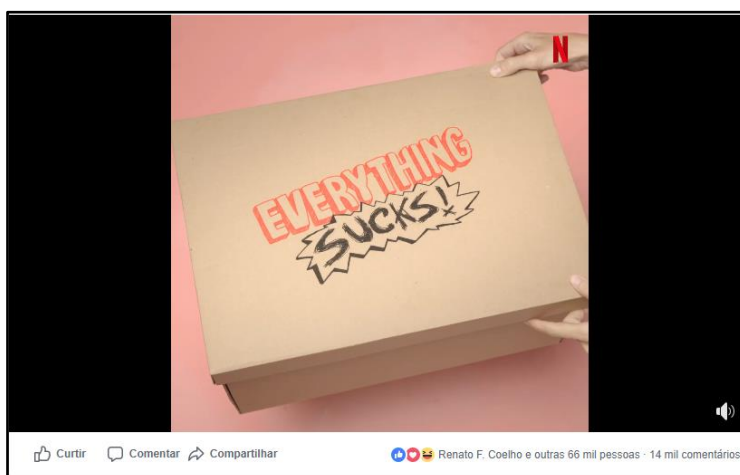 N
EVERYTHING
SUCKS!
Curtir Comentar Compartilhar Renato F. Coelho e outras 66 mil pessoas · 14 mil comentários